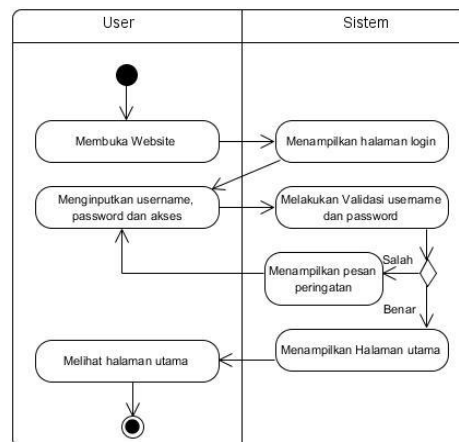 User
Sistem
Membuka Website
Menampilkan halaman login
Menginputkan username,
password dan akses
Melakukan Validasi username
dan password
Salah
Menampilkan pesan
peringatan
Benar
Menampilkan Halaman utama
Melihat halaman utama